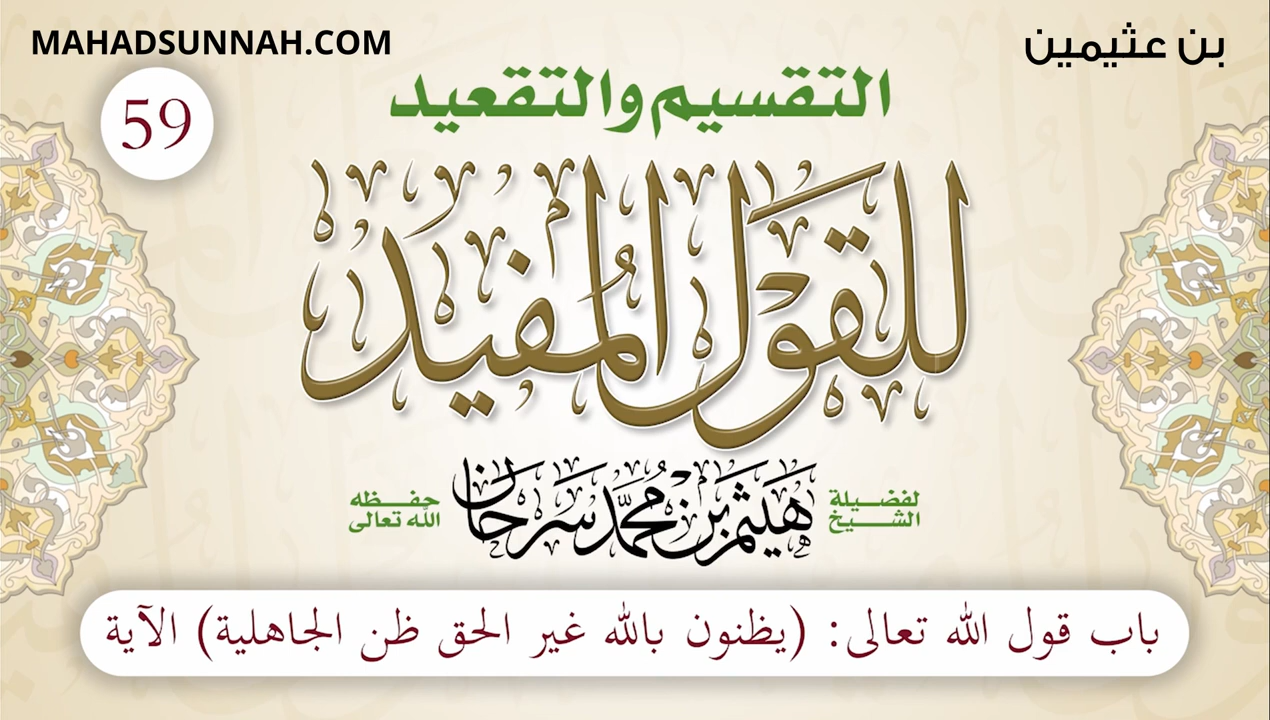 MAHADSUNNAH.COM
بن عثيمين
59
التقسيم والتقعيد
للقول المفيد
لفضيلة الشيخ
هيثم بن محمد سرحان
حفظه الله تعالى
باب قول الله تعالى: (يظنون بالله غير الحق ظن الجاهلية) الآية